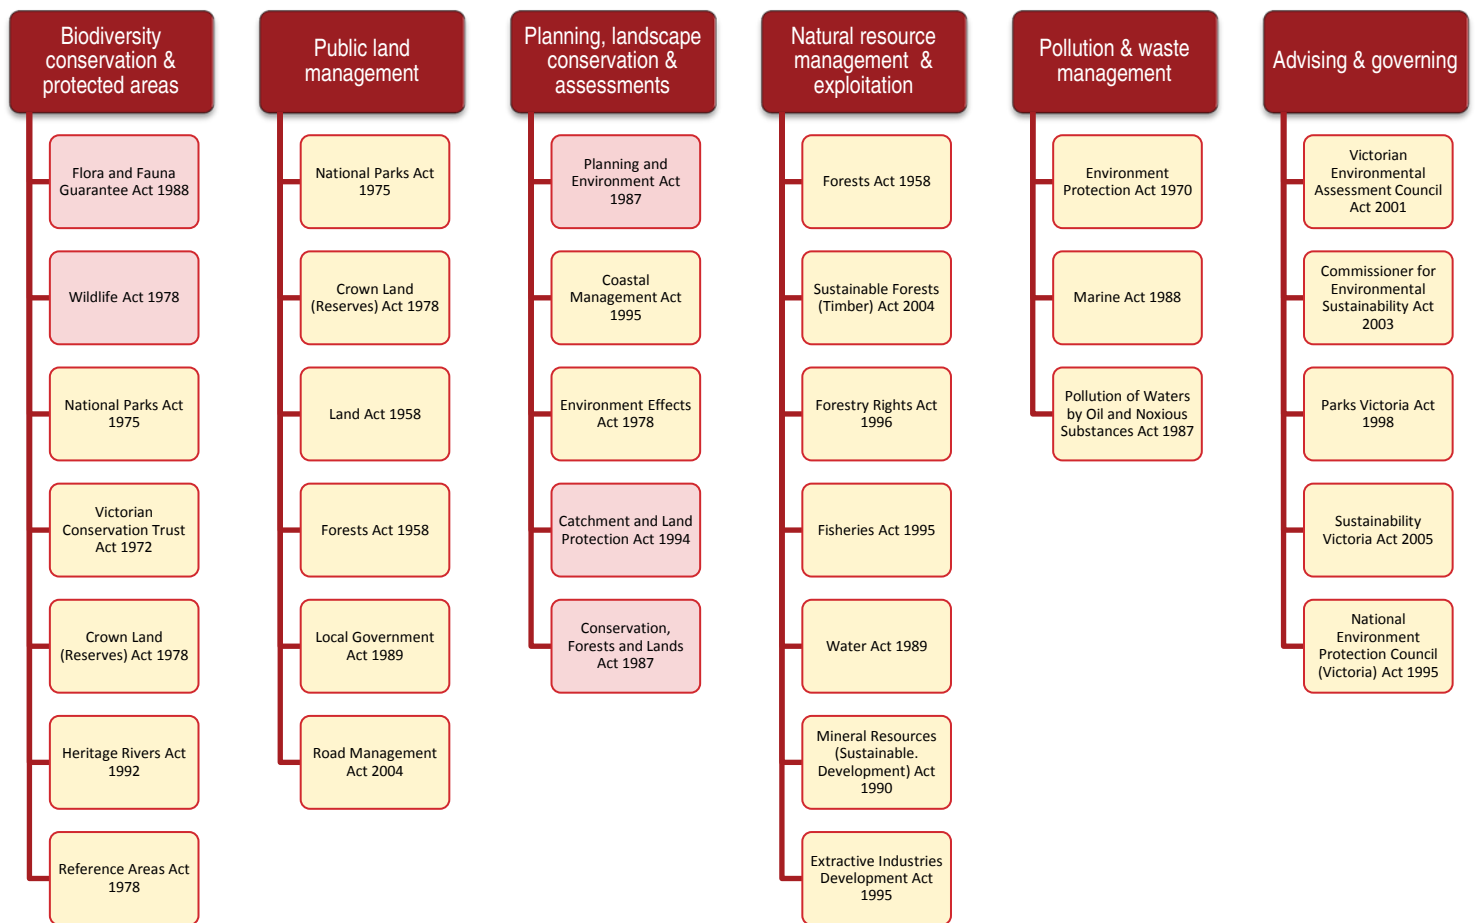 Biodiversity
conservation &
protected areas
Flora and Fauna
Guarantee Act 1988
Wildlife Act 1978
National Parks Act
1975
Victorian
Conservation Trust
Act 1972
Crown Land
(Reserves) Act 1978
Heritage Rivers Act
1992
Reference Areas Act
1978
Public land
management
National Parks Act
1975
Crown Land
(Reserves) Act 1978
Land Act 1958
Forests Act 1958
Local Government
Act 1989
Road Management
Act 2004
Planning, landscape
conservation &
assessments
Planning and
Environment Act
1987
Coastal
Management Act
1995
Environment Effects
Act 1978
Catchment and Land
Protection Act 1994
Conservation,
Forests and Lands
Act 1987
Natural resource
management &
exploitation
Forests Act 1958
Sustainable Forests
(Timber) Act 2004
Forestry Rights Act
1996
Fisheries Act 1995
Water Act 1989
Mineral Resources
(Sustainable.
Development) Act
1990
Extractive Industries
Development Act
1995
Pollution & waste
management
Environment
Protection Act 1970
Marine Act 1988
Pollution of Waters
by Oil and Noxious
Substances Act 1987
Advising & governing
Victorian
Environmental
Assessment Council
Act 2001
Commissioner for
Environmental
Sustainability Act
2003
Parks Victoria Act
1998
Sustainability
Victoria Act 2005
National
Environment
Protection Council
(Victoria) Act 1995